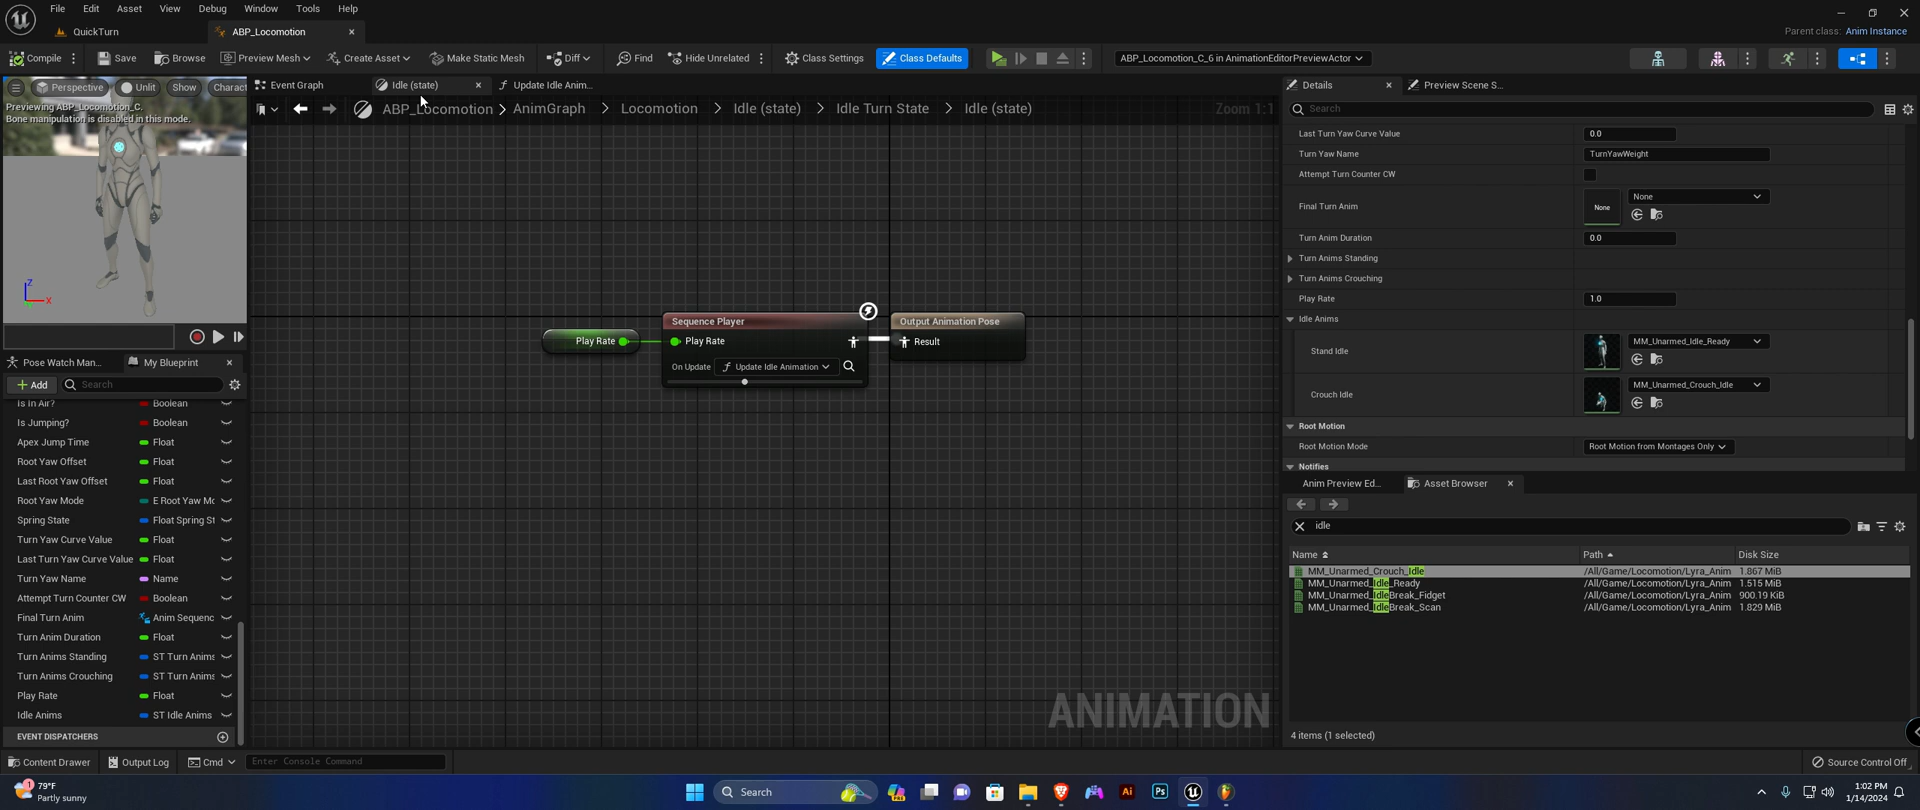 File Edit Asset View Debug Window Tools Help
QuickTurn ABP_Locomotion
Parent class: Anim Instance
Compile Save Browse Preview Mesh Create Asset Make Static Mesh Diff Find Hide Unrelated Class Settings Class Defaults ABP_Locomotion_C_6 in AnimationEditorPreviewActor
Perspective Unlit Show Charact
Previewing ABP_Locomotion_C.
Bone manipulation is disabled in this mode.
Z
X
Event Graph Idle (state) Update Idle Anim...
ABP_Locomotion > AnimGraph > Locomotion > Idle (state) > Idle Turn State > Idle (state) Zoom 1:1
Play Rate
Sequence Player
Play Rate
On Update Update Idle Animation
Output Animation Pose
Result
ANIMATION
Pose Watch Man... My Blueprint
Add Search
Is In Air? Boolean
Is Jumping? Boolean
Apex Jump Time Float
Root Yaw Offset Float
Last Root Yaw Offset Float
Root Yaw Mode E Root Yaw Mo
Spring State Float Spring St
Turn Yaw Curve Value Float
Last Turn Yaw Curve Value Float
Turn Yaw Name Name
Attempt Turn Counter CW Boolean
Final Turn Anim Anim Sequenc
Turn Anim Duration Float
Turn Anims Standing ST Turn Anims
Turn Anims Crouching ST Turn Anims
Play Rate Float
Idle Anims ST Idle Anims
EVENT DISPATCHERS
Details Preview Scene S...
Search
Last Turn Yaw Curve Value 0.0
Turn Yaw Name TurnYawWeight
Attempt Turn Counter CW
Final Turn Anim None None
Turn Anim Duration 0.0
Turn Anims Standing
Turn Anims Crouching
Play Rate 1.0
Idle Anims
Stand Idle MM_Unarmed_Idle_Ready
Crouch Idle MM_Unarmed_Crouch_Idle
Root Motion
Root Motion Mode Root Motion from Montages Only
Notifies
Anim Preview Ed... Asset Browser
idle
Name Path Disk Size
MM_Unarmed_Crouch_Idle /All/Game/Locomotion/Lyra_Anim 1.867 MiB
MM_Unarmed_Idle_Ready /All/Game/Locomotion/Lyra_Anim 1.515 MiB
MM_Unarmed_IdleBreak_Fidget /All/Game/Locomotion/Lyra_Anim 900.19 KiB
MM_Unarmed_IdleBreak_Scan /All/Game/Locomotion/Lyra_Anim 1.829 MiB
4 items (1 selected)
Content Drawer Output Log Cmd Enter Console Command Source Control Off
1
79°F
Partly sunny
Search
PRE
Ai Ps
1:02 PM
1/14/2024